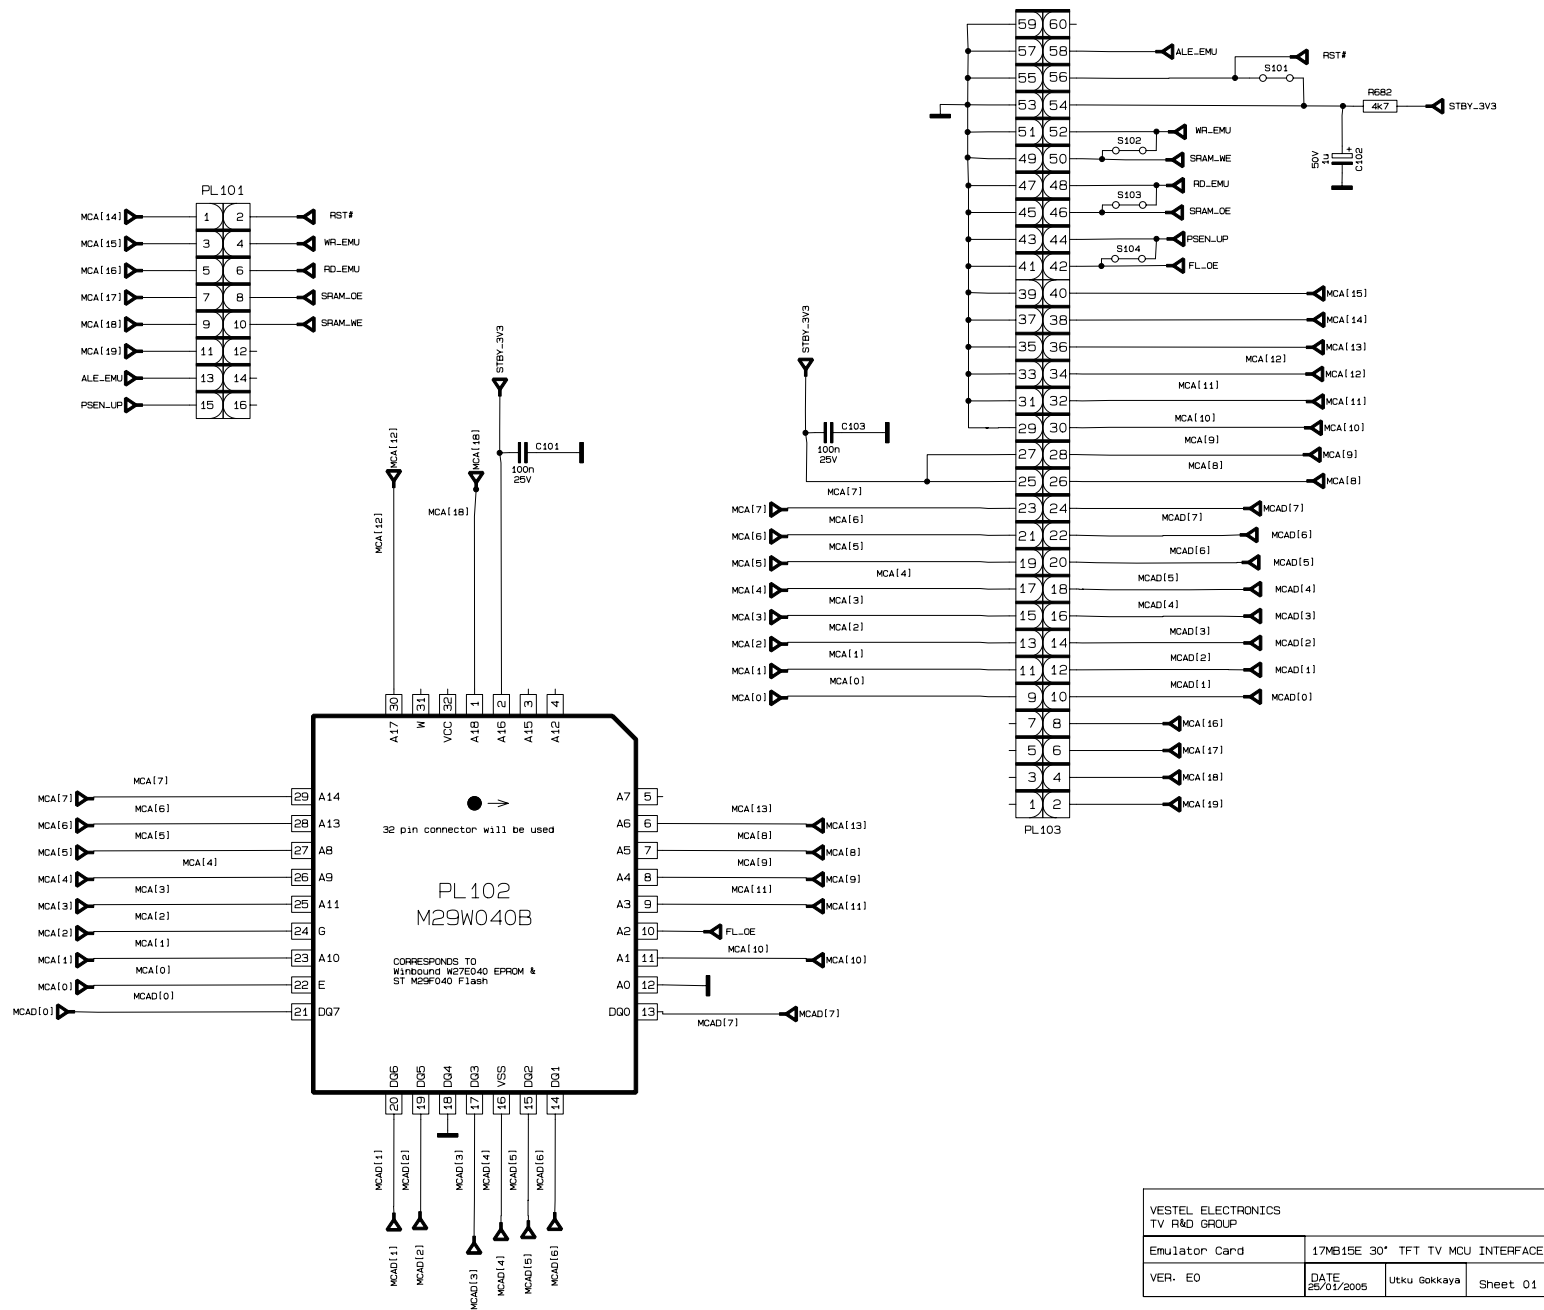 PL101
MCA[14] 1 2 RST#
MCA[15] 3 4 WR_EMU
MCA[16] 5 6 RD_EMU
MCA[17] 7 8 SRAM_OE
MCA[18] 9 10 SRAM_WE
MCA[19] 11 12
ALE_EMU 13 14
PSEN_UP 15 16
59 60
57 58 ALE_EMU
55 56 S101 RST#
53 54 R682 4k7 STBY_3V3
50V 1u + C102
51 52 WR_EMU
S102
49 50 SRAM_WE
47 48 RD_EMU
S103
45 46 SRAM_OE
43 44 PSEN_UP
S104
41 42 FL_OE
39 40 MCA[15]
37 38 MCA[14]
35 36 MCA[13]
MCA[12]
33 34 MCA[12]
MCA[11]
31 32 MCA[11]
MCA[10]
29 30 MCA[10]
MCA[9]
27 28 MCA[9]
MCA[8]
25 26 MCA[8]
STBY_3V3
C103
100n
25V
MCA[7]
MCA[7] 23 24 MCAD[7]
MCA[6] MCAD[7]
MCA[6] 21 22 MCAD[6]
MCA[5] MCAD[6]
MCA[5] 19 20 MCAD[5]
MCA[4] MCAD[5]
MCA[4] 17 18 MCAD[4]
MCA[3] MCAD[4]
MCA[3] 15 16 MCAD[3]
MCA[2] MCAD[3]
MCA[2] 13 14 MCAD[2]
MCA[1] MCAD[2]
MCA[1] 11 12 MCAD[1]
MCA[0] MCAD[1]
MCA[0] 9 10 MCAD[0]
7 8 MCA[16]
5 6 MCA[17]
3 4 MCA[18]
1 2 MCA[19]
PL103
STBY_3V3
C101
100n
25V
MCA[12]
MCA[12]
MCA[18]
MCA[18]
30 31 32 1 2 3 4
A17 W VCC A18 A16 A15 A12
MCA[7]
MCA[7] 29 A14
MCA[6]
MCA[6] 28 A13
MCA[5]
MCA[5] 27 A8
MCA[4]
MCA[4] 26 A9
MCA[3]
MCA[3] 25 A11
MCA[2]
MCA[2] 24 G
MCA[1]
MCA[1] 23 A10
MCA[0]
MCA[0] 22 E
MCAD[0]
MCAD[0] 21 DQ7
32 pin connector will be used
PL102
M29W040B
CORRESPONDS TO
Winbound W27E040 EPROM &
ST M29F040 Flash
A7 5
MCA[13]
A6 6 MCA[13]
MCA[8]
A5 7 MCA[8]
MCA[9]
A4 8 MCA[9]
MCA[11]
A3 9 MCA[11]
A2 10 FL_OE
MCA[10]
A1 11 MCA[10]
A0 12
DQ0 13 MCAD[7]
MCAD[7]
DQ6 DQ5 DQ4 DQ3 VSS DQ2 DQ1
20 19 18 17 16 15 14
MCAD[1] MCAD[2] MCAD[3] MCAD[4] MCAD[5] MCAD[6]
MCAD[1] MCAD[2] MCAD[3] MCAD[4] MCAD[5] MCAD[6]
VESTEL ELECTRONICS
TV R&D GROUP
Emulator Card 17MB15E 30" TFT TV MCU INTERFACE
VER. E0 DATE 25/01/2005 Utku Gokkaya Sheet 01